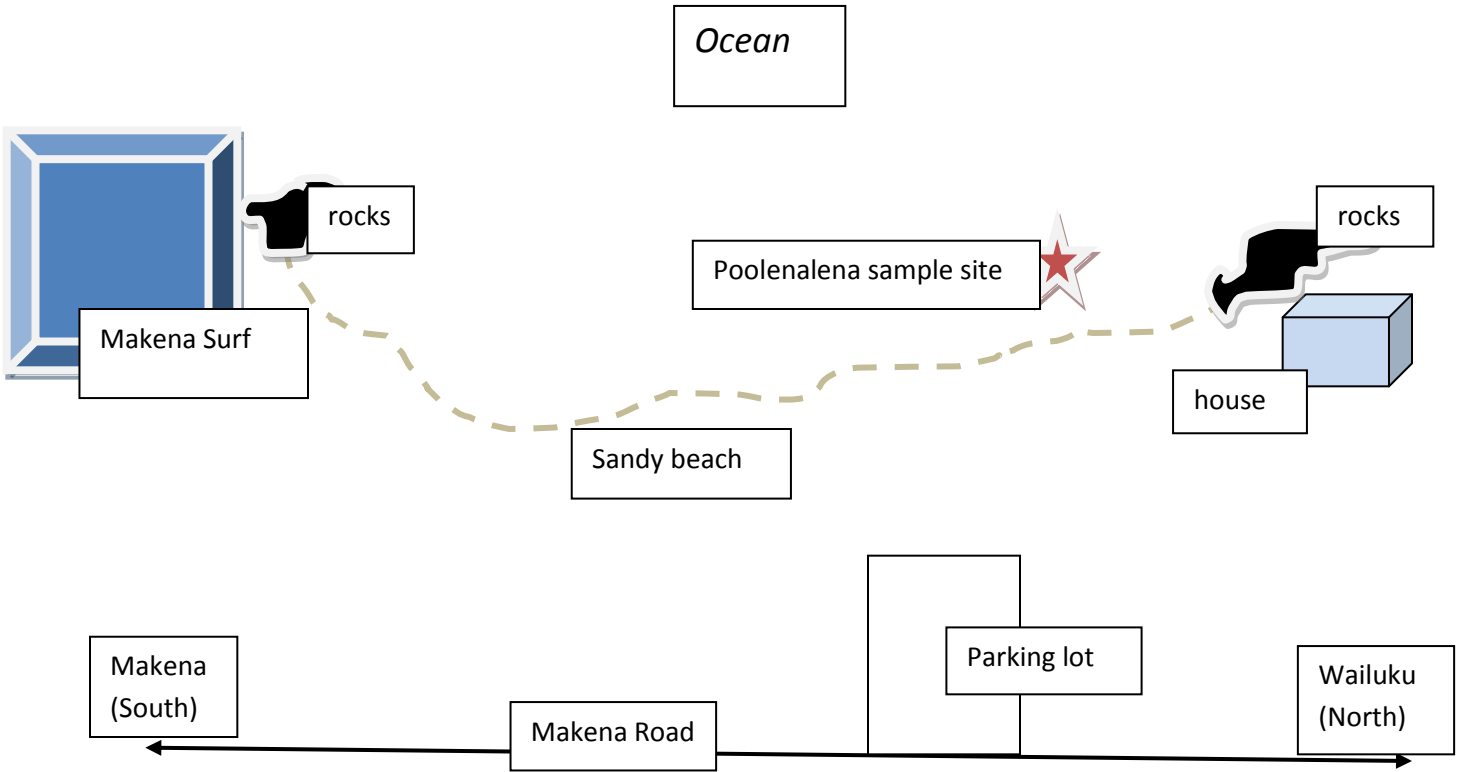 Ocean
rocks
rocks
Poolenalena sample site
Makena Surf
house
Sandy beach
Parking lot
Makena
(South)
Wailuku
(North)
Makena Road